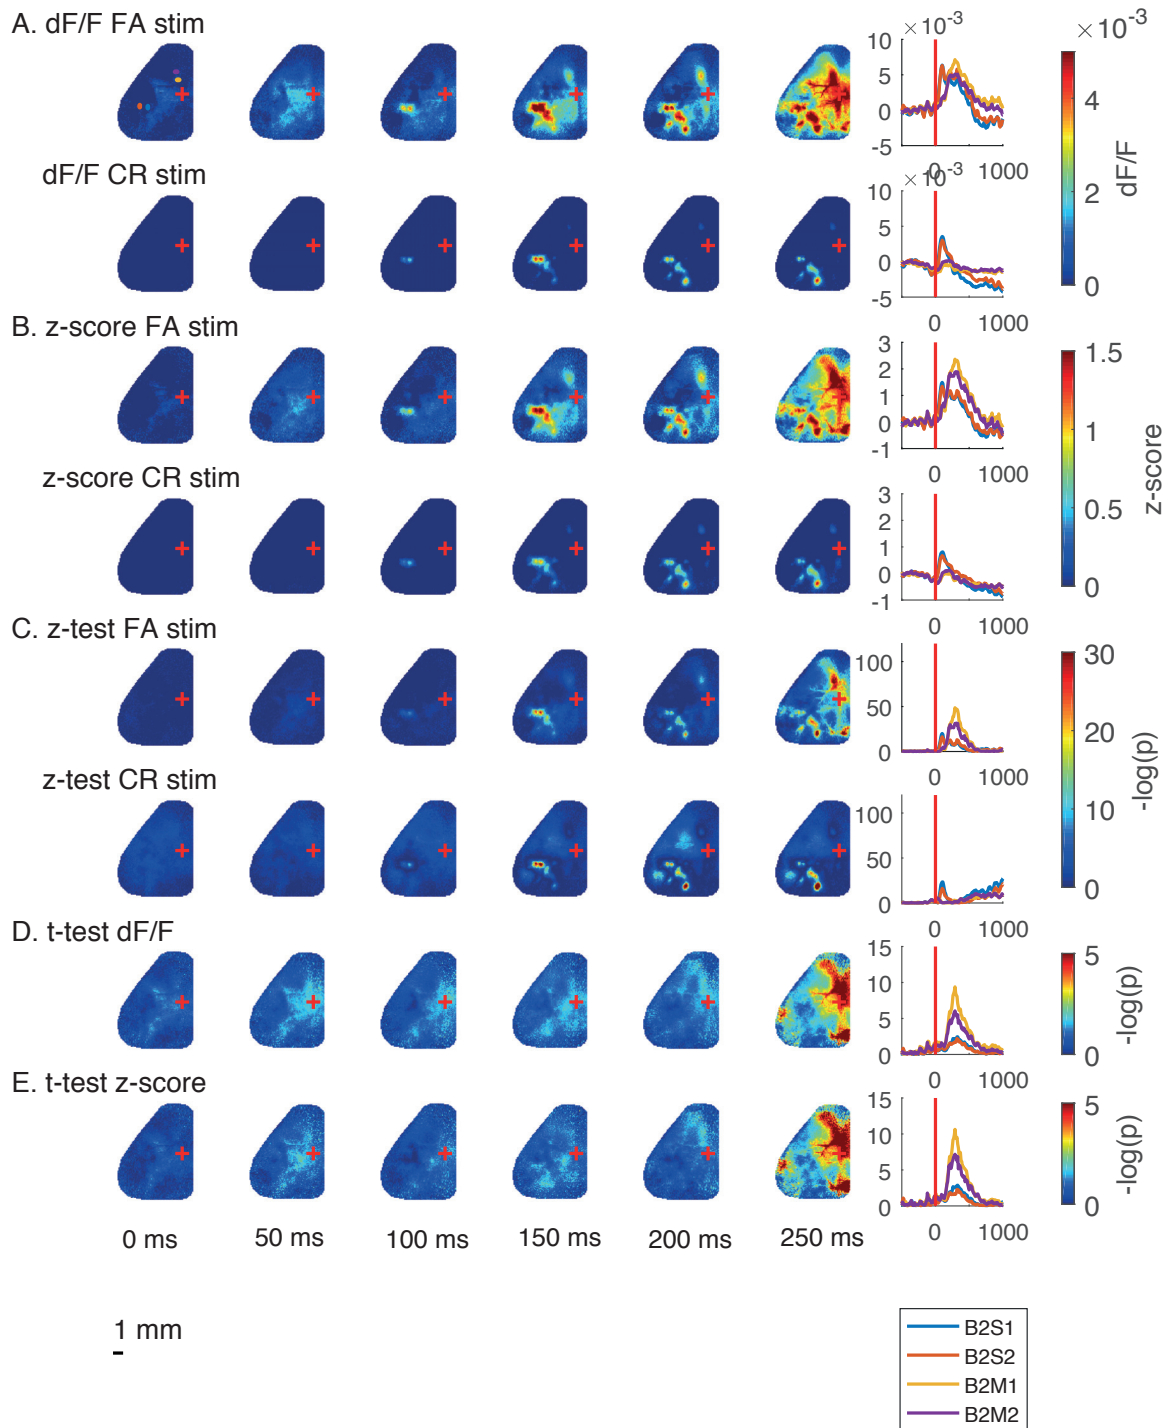 A. dF/F FA stim
× 10⁻³
10
5
0
-5
0
1000
× 10⁻³
4
2
0
dF/F
dF/F CR stim
× 10⁻³
10
5
0
-5
0
1000
B. z-score FA stim
3
2
1
0
-1
0
1000
1.5
1
0.5
0
z-score
z-score CR stim
3
2
1
0
-1
0
1000
C. z-test FA stim
100
50
0
0
1000
30
20
10
0
-log(p)
z-test CR stim
100
50
0
0
1000
D. t-test dF/F
15
10
5
0
0
1000
5
0
-log(p)
E. t-test z-score
15
10
5
0
0
1000
5
0
-log(p)
0 ms
50 ms
100 ms
150 ms
200 ms
250 ms
1 mm
B2S1
B2S2
B2M1
B2M2